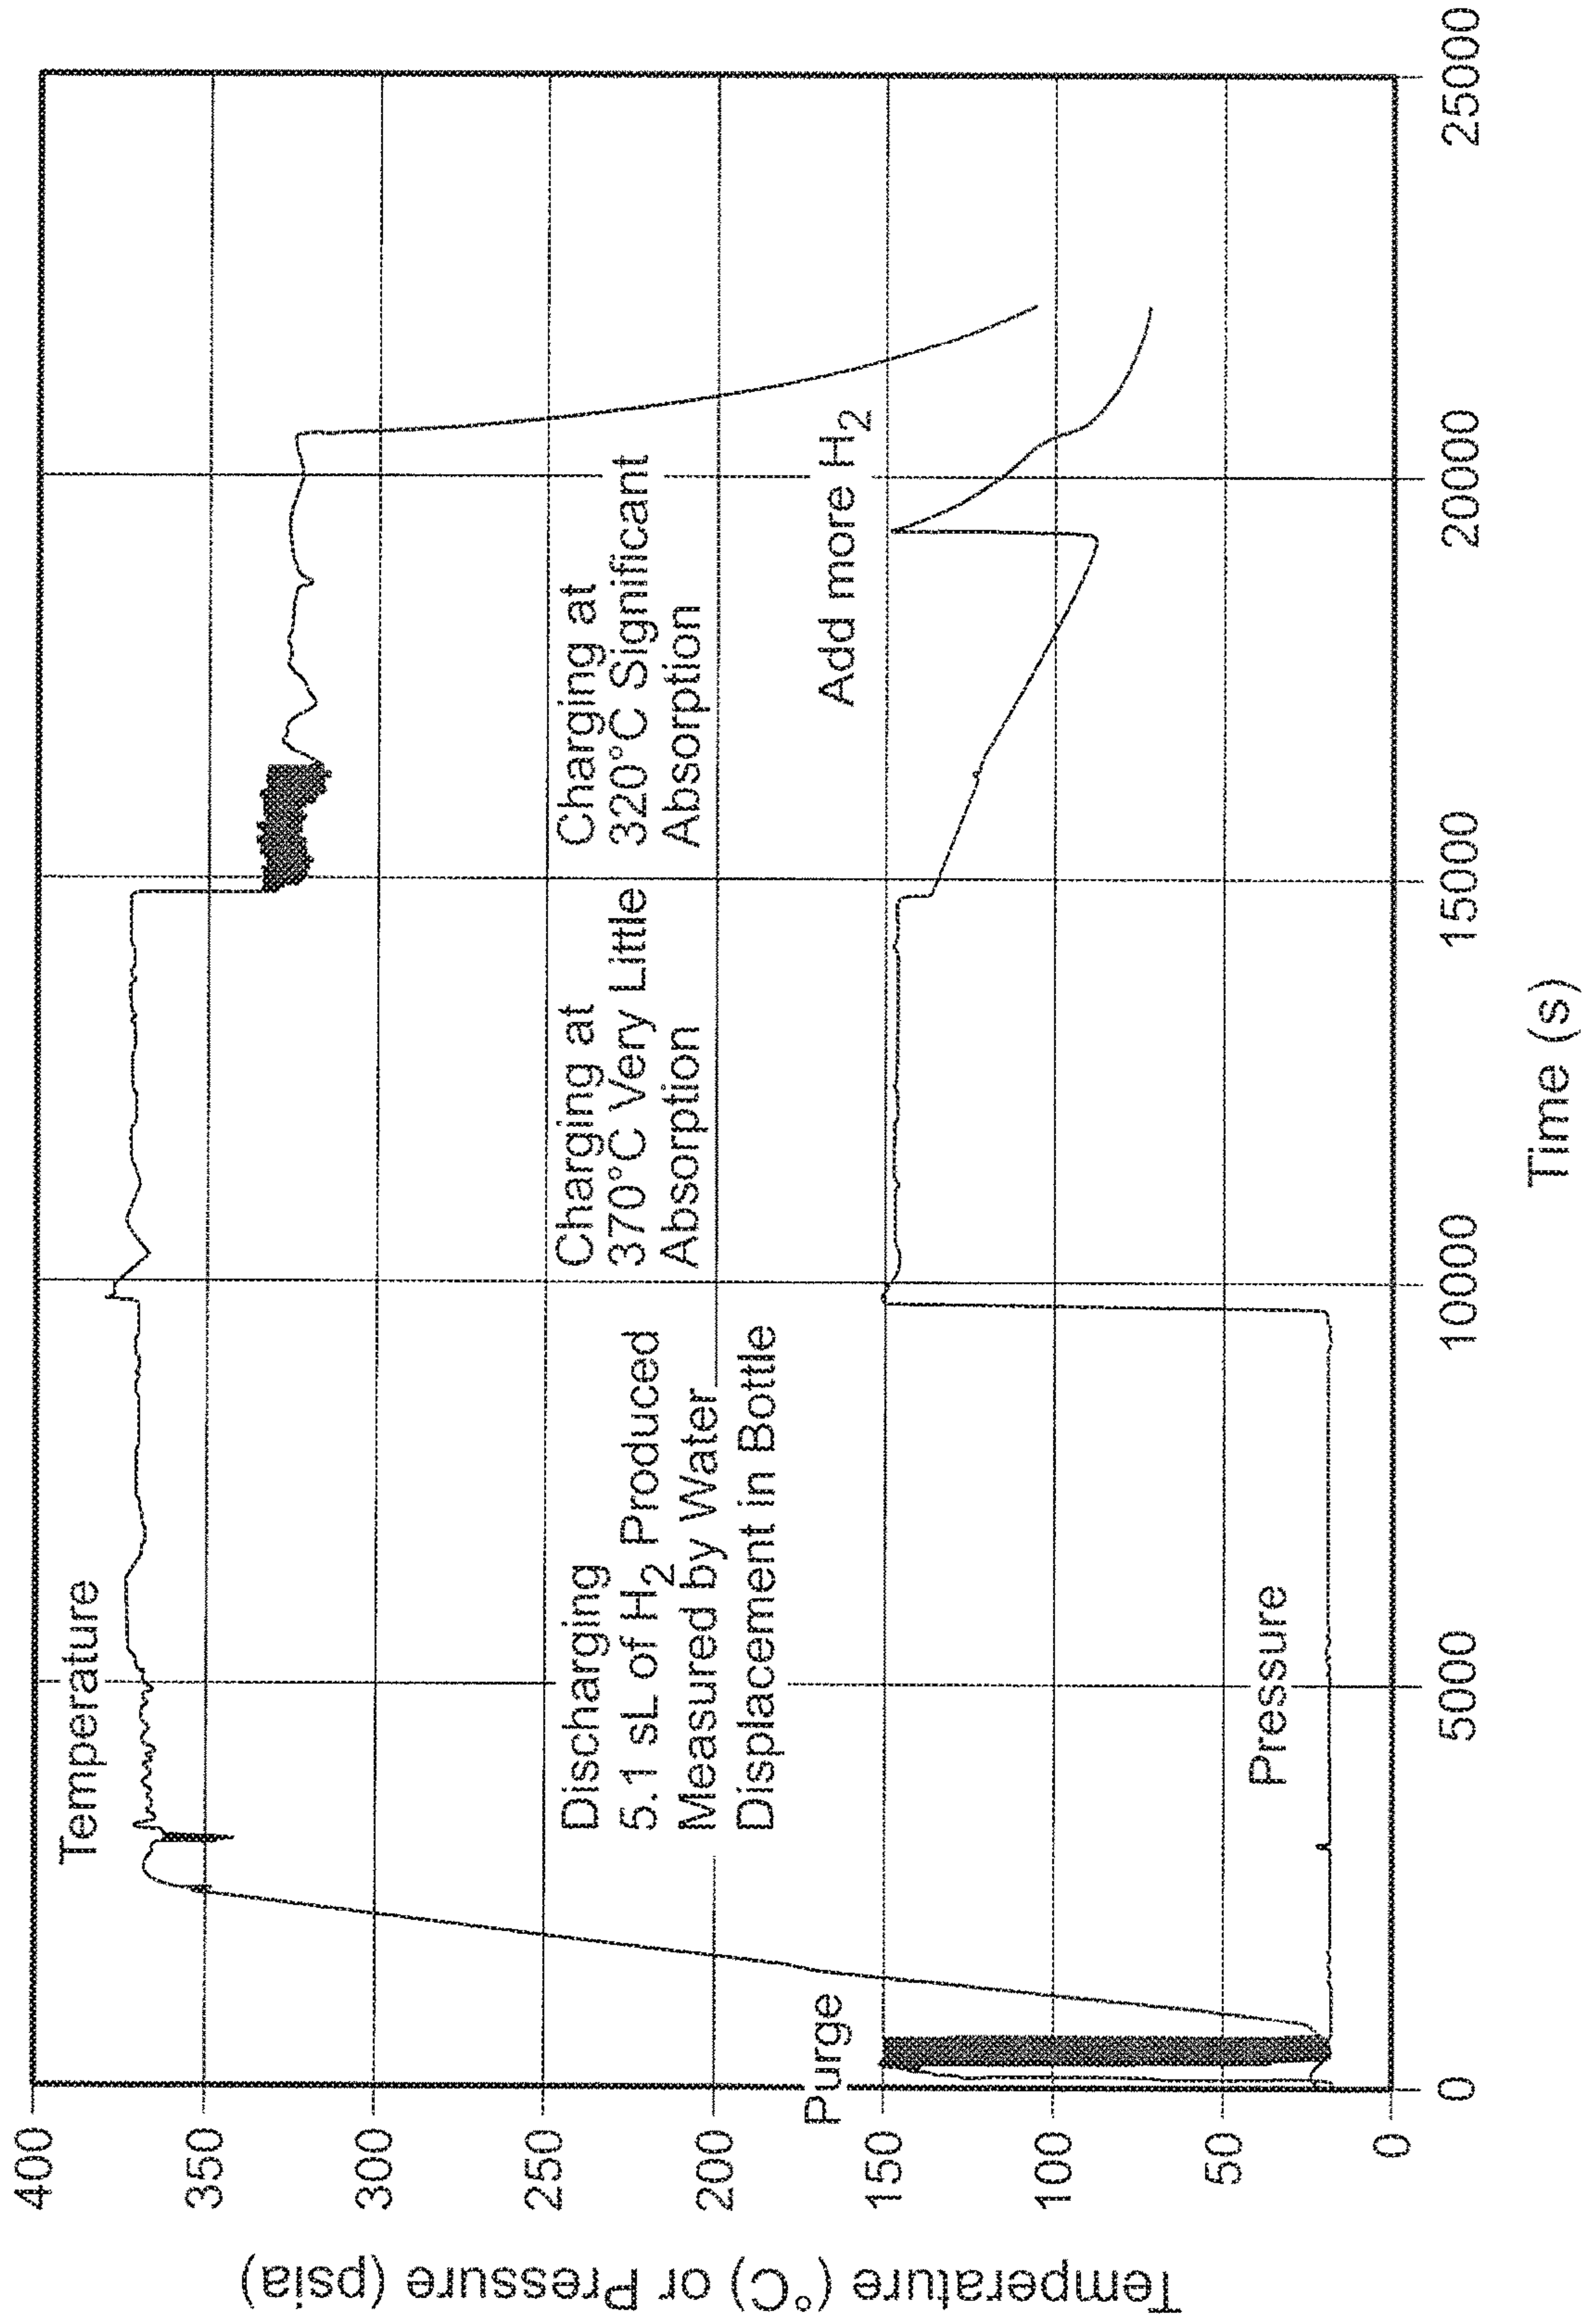 Temperature (°C) or Pressure (psia)
400
350
300
250
200
150
100
50
0
Temperature
Discharging
5.1 sL of H2 Produced
Measured by Water
Displacement in Bottle
Charging at
370°C Very Little
Absorption
Charging at
320°C Significant
Absorption
Purge
Add more H2
Pressure
0
5000
10000
15000
20000
25000
Time (s)